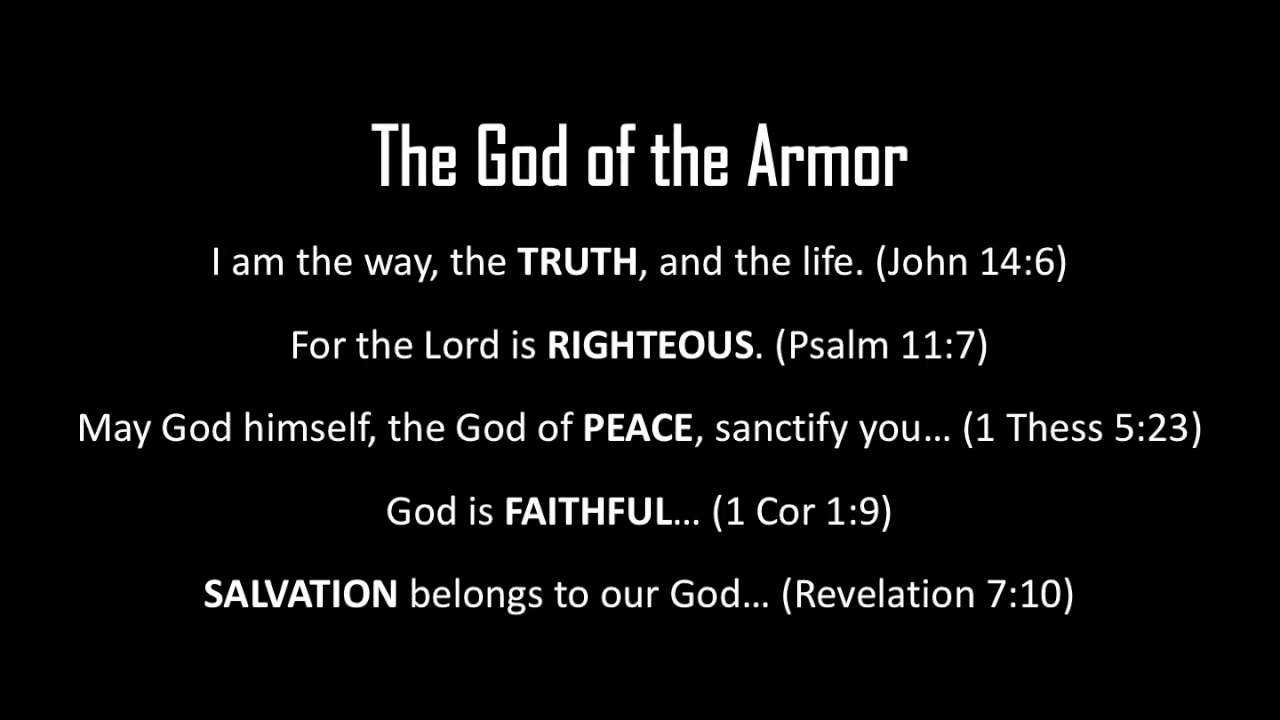 The God of the Armor
I am the way, the TRUTH, and the life. (John 14:6)
For the Lord is RIGHTEOUS. (Psalm 11:7)
May God himself, the God of PEACE, sanctify you... (1 Thess 5:23)
God is FAITHFUL... (1 Cor 1:9)
SALVATION belongs to our God... (Revelation 7:10)